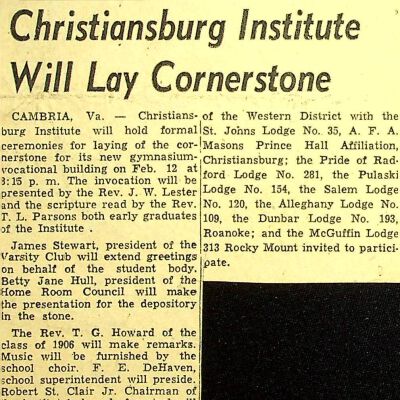 Christiansburg Institute
Will Lay Cornerstone
CAMBRIA, Va. — Christians-
burg Institute will hold formal
ceremonies for laying of the cor-
nerstone for its new gymnasium-
vocational building on Feb. 12 at
3:15 p. m. The invocation will be
presented by the Rev. J. W. Lester
and the scripture read by the Rev.
T. L. Parsons both early graduates
of the Institute .
James Stewart, president of the
Varsity Club will extend greetings
on behalf of the student body.
Betty Jane Hull, president of the
Home Room Council will make
the presentation for the depository
in the stone.
The Rev. T. G. Howard of the
class of 1906 will make remarks.
Music will be furnished by the
school choir. F. E. DeHaven,
school superintendent will preside.
Robert St. Clair Jr. Chairman of
of the Western District with the
St. Johns Lodge No. 35, A. F. A.
Masons Prince Hall Affiliation,
Christiansburg; the Pride of Rad-
ford Lodge No. 281, the Pulaski
Lodge No. 154, the Salem Lodge
No. 120, the Alleghany Lodge No.
109, the Dunbar Lodge No. 193,
Roanoke; and the McGuffin Lodge
313 Rocky Mount invited to partici-
pate.